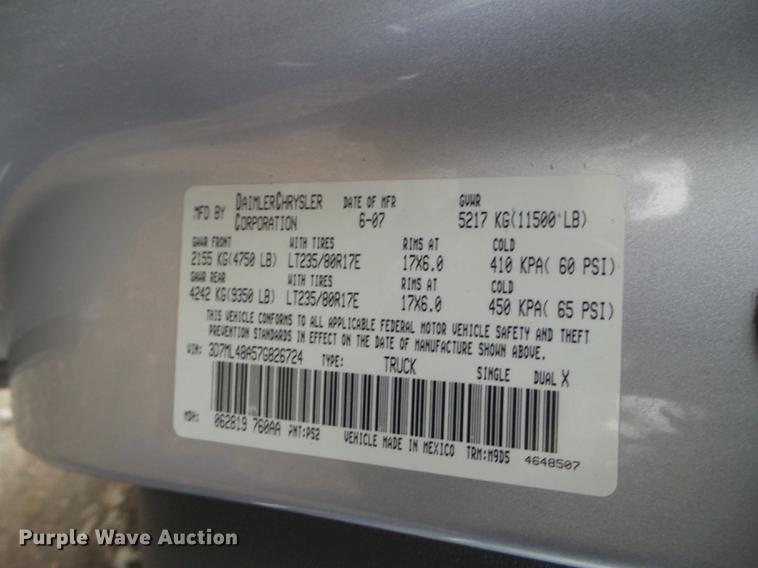 MFD BY DAIMLERCHRYSLER CORPORATION DATE OF MFR 6-07 GVWR 5217 KG(11500 LB)
GAWR FRONT WITH TIRES RIMS AT COLD
2155 KG(4750 LB) LT235/80R17E 17X6.0 410 KPA( 60 PSI)
GAWR REAR WITH TIRES RIMS AT COLD
4242 KG(9350 LB) LT235/80R17E 17X6.0 450 KPA( 65 PSI)
THIS VEHICLE CONFORMS TO ALL APPLICABLE FEDERAL MOTOR VEHICLE SAFETY AND THEFT
PREVENTION STANDARDS IN EFFECT ON THE DATE OF MANUFACTURE SHOWN ABOVE.
VIN: 3D7ML48A57G826724 TYPE: TRUCK SINGLE DUAL X
MDH: 062819 760AA PNT:PS2 VEHICLE MADE IN MEXICO TRM:M9D5 4648507
Purple Wave Auction